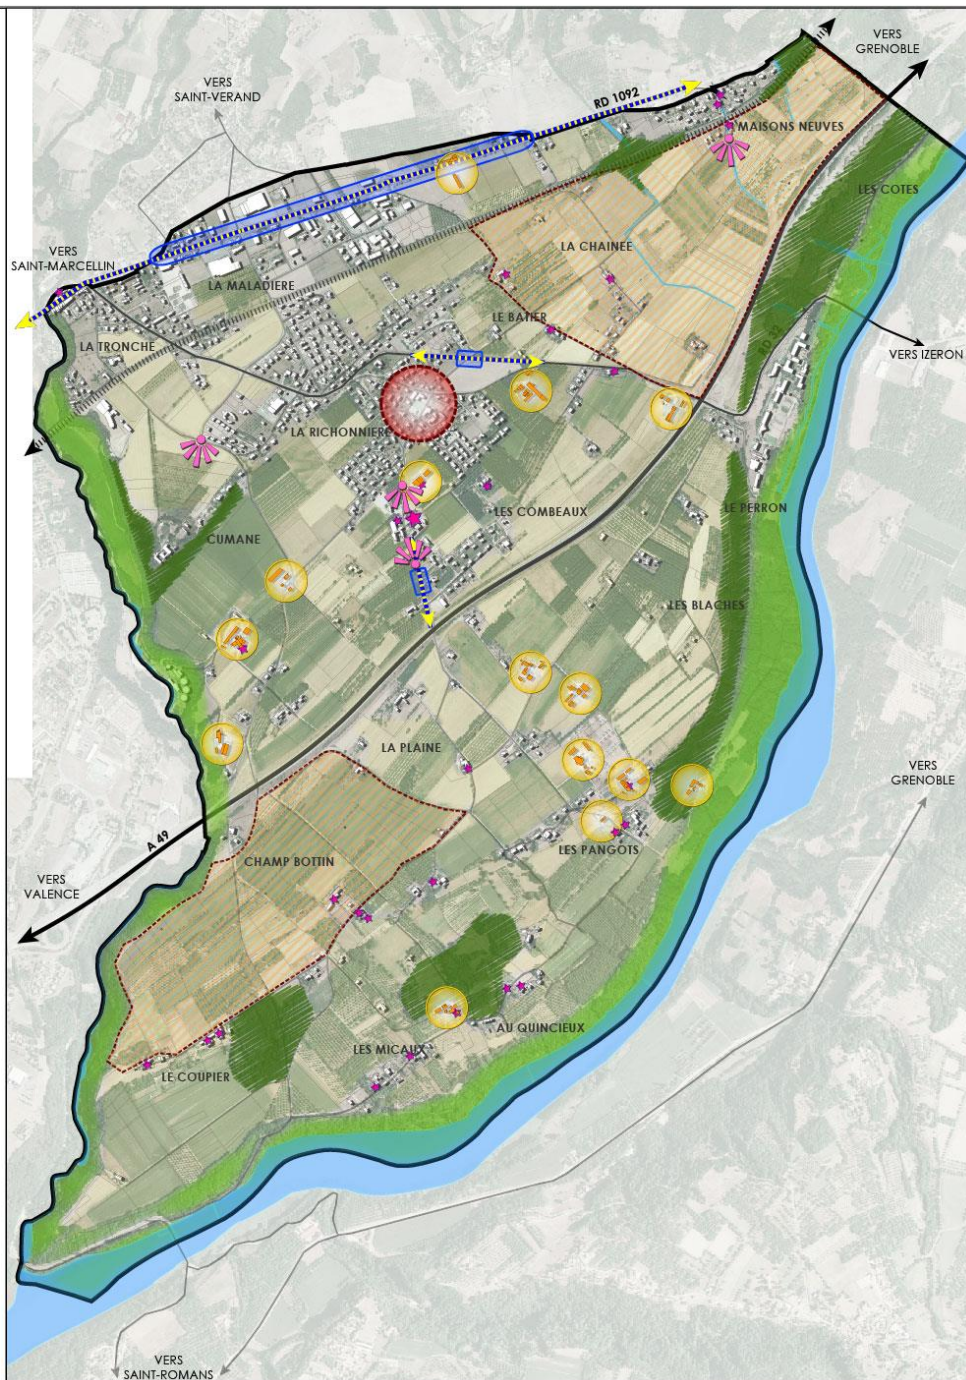 VERS
GRENOBLE
VERS
SAINT-VERAND
RD 1092
MAISONS NEUVES
LES COTES
LA CHAINEE
VERS
SAINT-MARCELLIN
LA MALADIERE
LE BATIER
RD 32
VERS IZERON
LA TRONCHE
LA RICHONNIERE
LES COMBEAUX
LE PERRON
CUMANE
LES BLACHES
LA PLAINE
VERS
GRENOBLE
A 49
CHAMP BOTTIN
LES PANGOTS
VERS
VALENCE
AU QUINCIEUX
LES MICAUX
LE COUPIER
VERS
SAINT-ROMANS